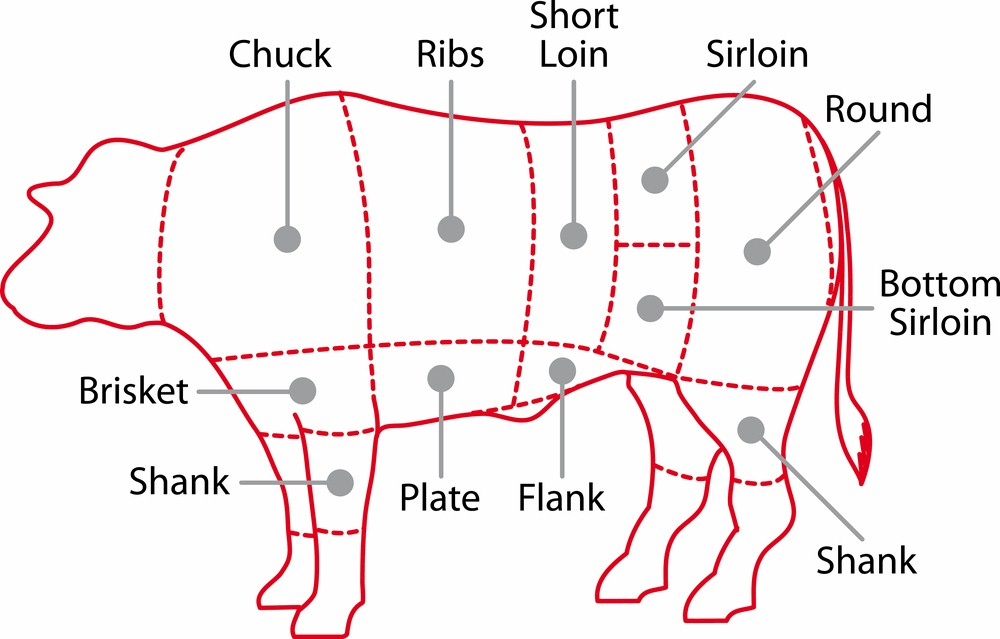 Chuck
Ribs
Short
Loin
Sirloin
Round
Bottom
Sirloin
Brisket
Shank
Plate
Flank
Shank